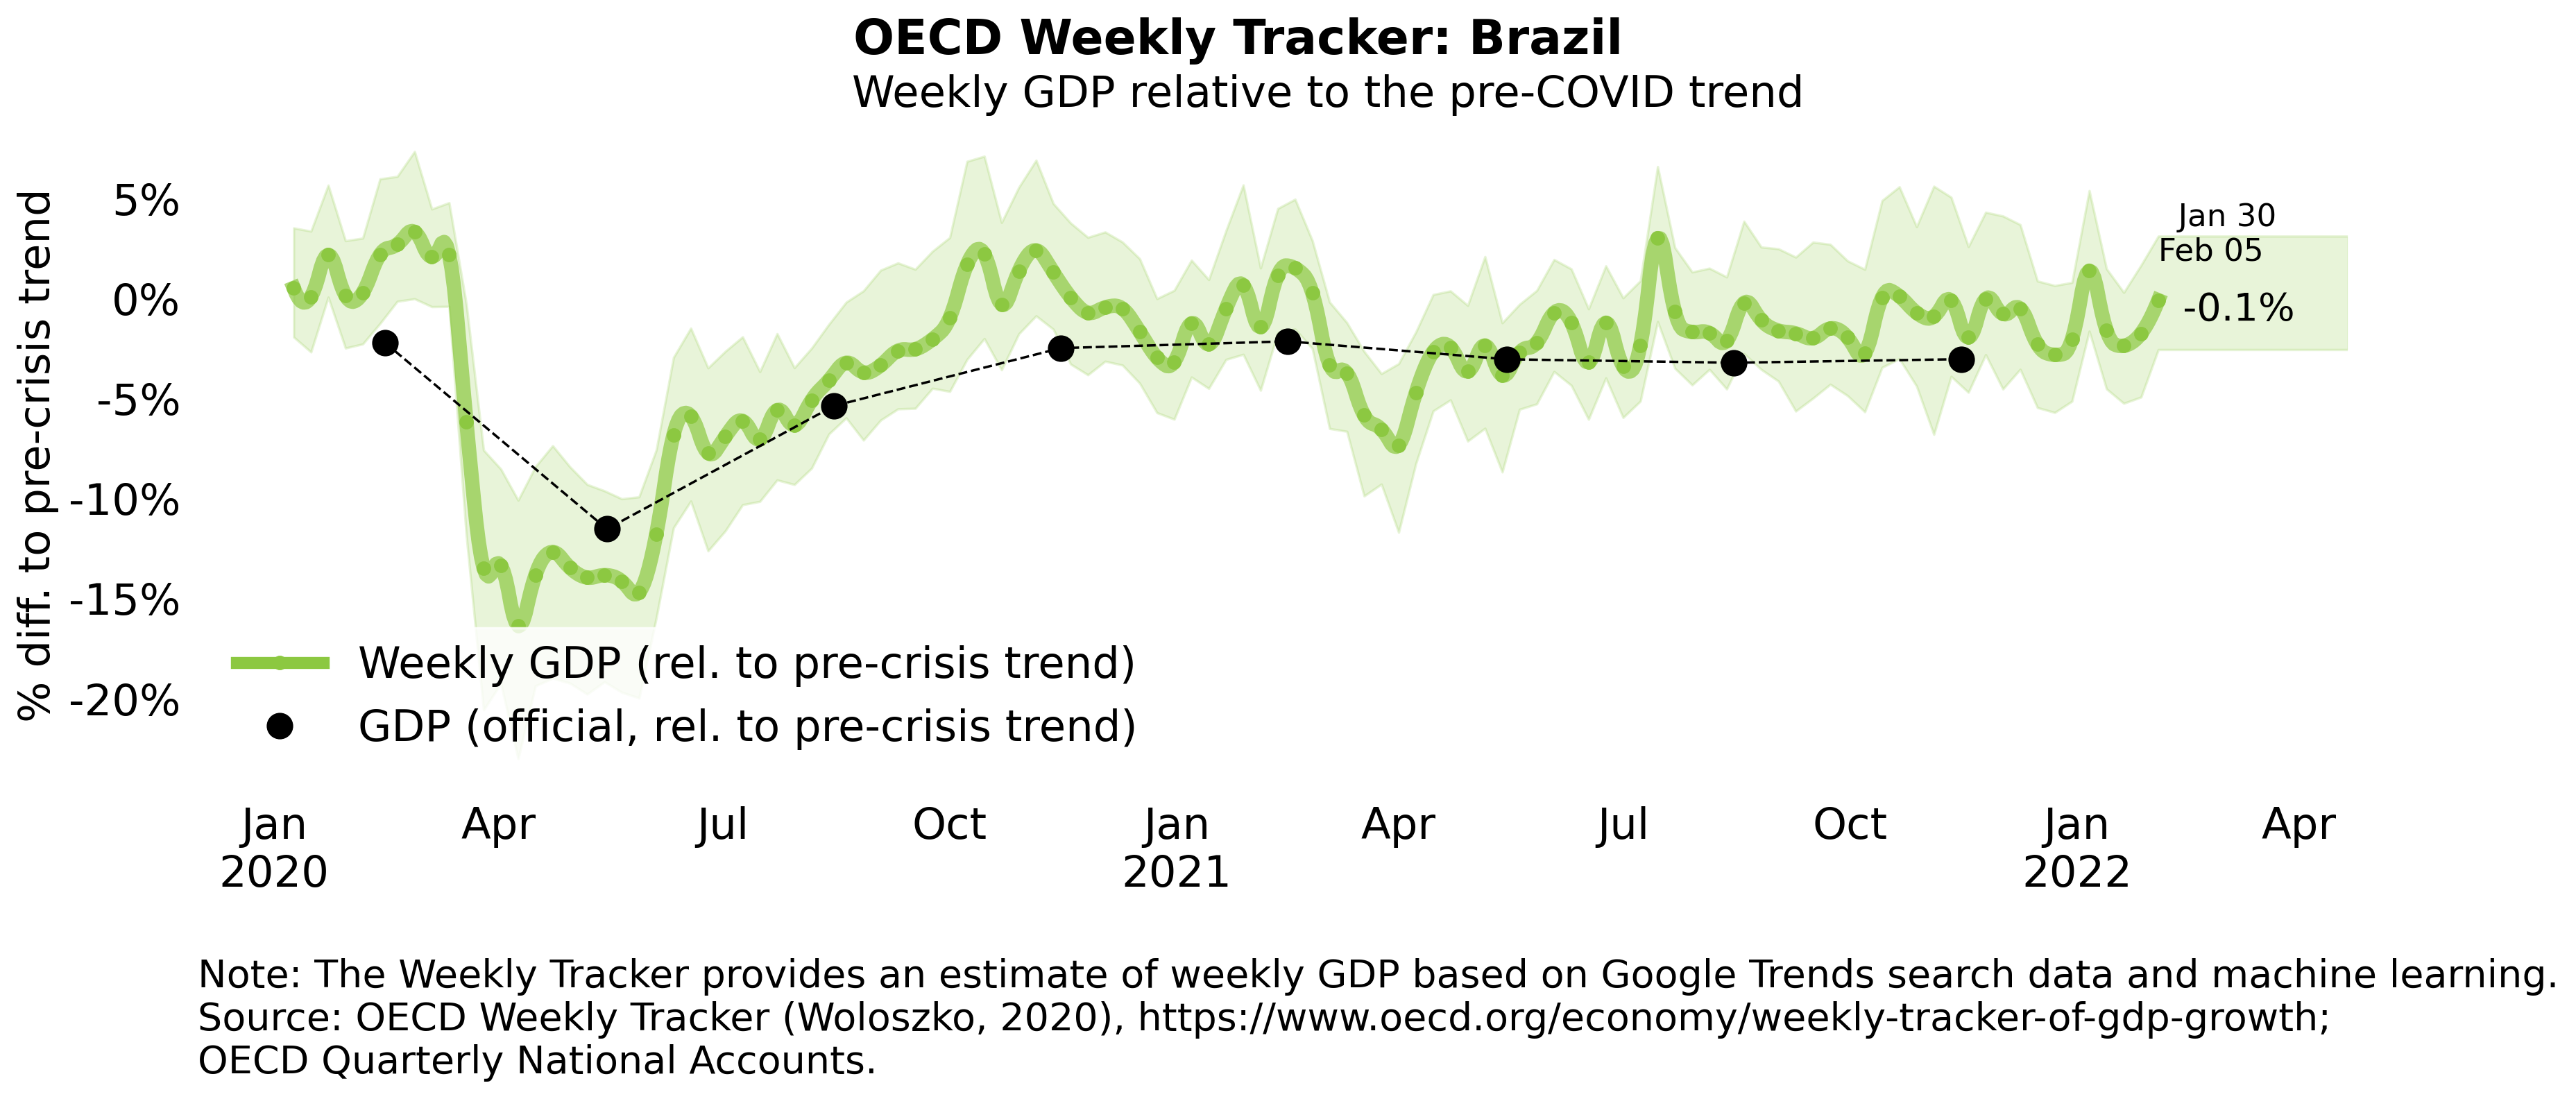 OECD Weekly Tracker: Brazil
Weekly GDP relative to the pre-COVID trend
% diff. to pre-crisis trend
5%
0%
-5%
-10%
-15%
-20%
Jan 30
Feb 05
-0.1%
Weekly GDP (rel. to pre-crisis trend)
GDP (official, rel. to pre-crisis trend)
Jan Apr Jul Oct Jan Apr Jul Oct Jan Apr
2020 2021 2022
Note: The Weekly Tracker provides an estimate of weekly GDP based on Google Trends search data and machine learning.
Source: OECD Weekly Tracker (Woloszko, 2020), https://www.oecd.org/economy/weekly-tracker-of-gdp-growth;
OECD Quarterly National Accounts.